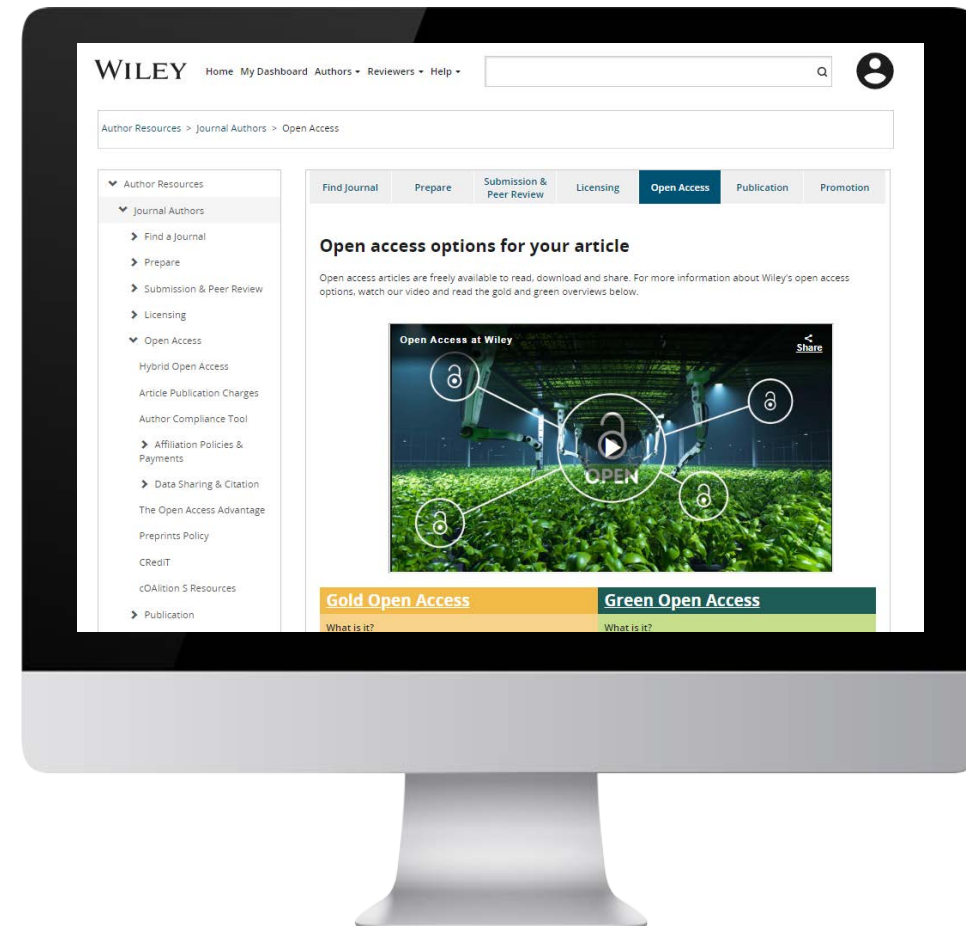 WILEY Home My Dashboard Authors Reviewers Help
Author Resources > Journal Authors > Open Access
Author Resources
Journal Authors
Find a Journal
Prepare
Submission & Peer Review
Licensing
Open Access
Hybrid Open Access
Article Publication Charges
Author Compliance Tool
Affiliation Policies &
Payments
Data Sharing & Citation
The Open Access Advantage
Preprints Policy
CRediT
cOAlition S Resources
Publication
Find Journal Prepare Submission & Peer Review Licensing Open Access Publication Promotion
Open access options for your article
Open access articles are freely available to read, download and share. For more information about Wiley's open access
options, watch our video and read the gold and green overviews below.
Open Access at Wiley
Share
OPEN
Gold Open Access Green Open Access
What is it? What is it?